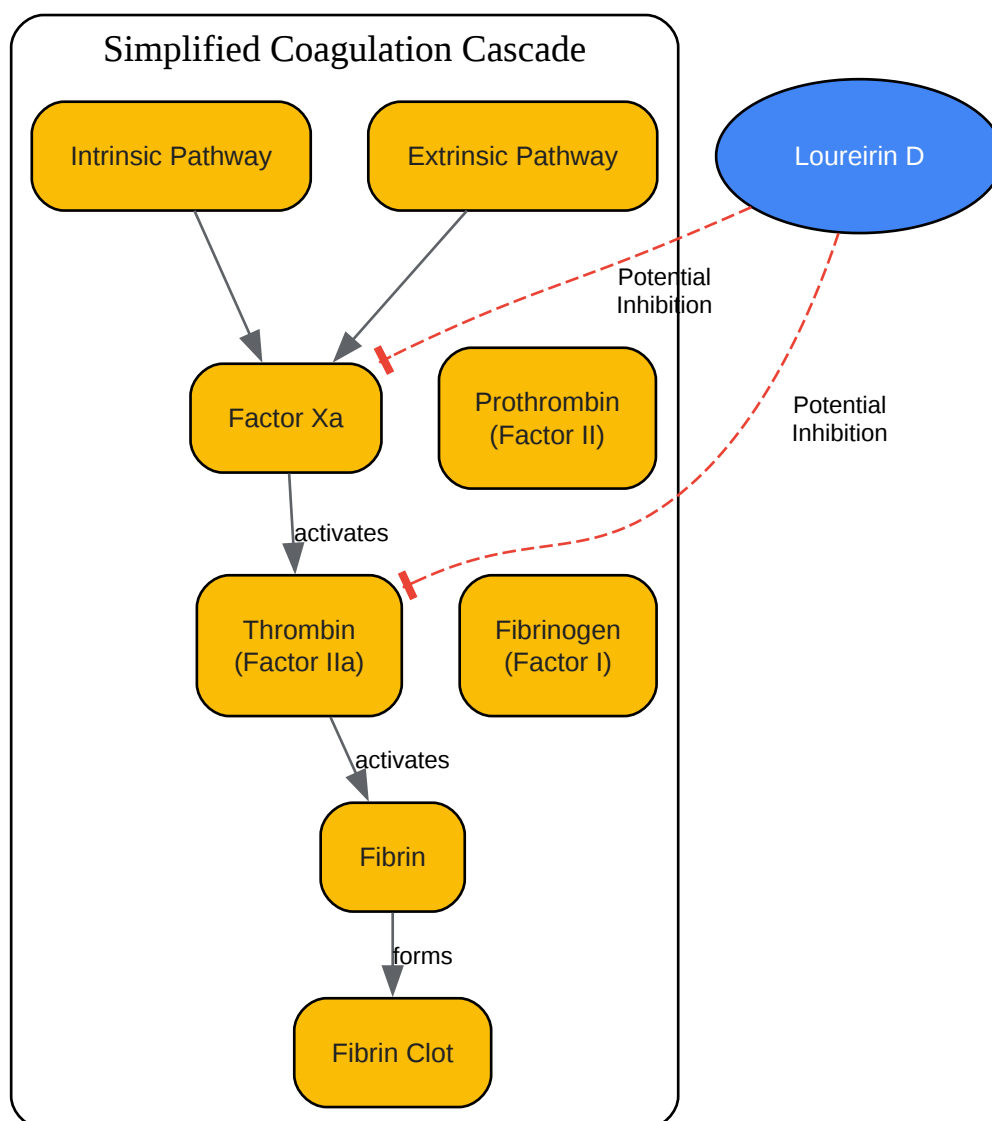 Simplified Coagulation Cascade
Intrinsic Pathway
Extrinsic Pathway
Loureirin D
Potential
Inhibition
Factor Xa
Prothrombin
(Factor II)
Potential
Inhibition
activates
Thrombin
(Factor IIa)
Fibrinogen
(Factor I)
activates
Fibrin
forms
Fibrin Clot